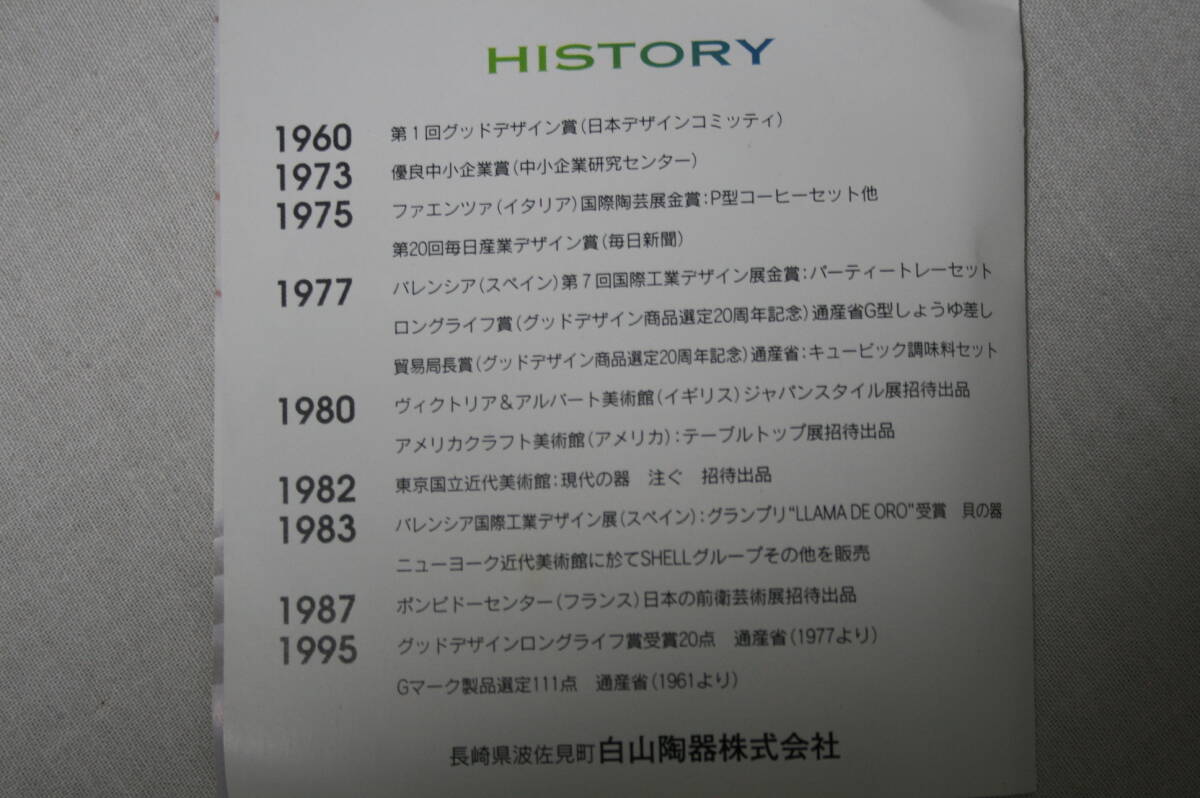 HISTORY
1960 第1回グッドデザイン賞(日本デザインコミッティ)
1973 優良中小企業賞(中小企業研究センター)
1975 ファエンツァ(イタリア)国際陶芸展金賞:P型コーヒーセット他
第20回毎日産業デザイン賞(毎日新聞)
1977 バレンシア(スペイン)第7回国際工業デザイン展金賞:パーティートレーセット
ロングライフ賞(グッドデザイン商品選定20周年記念)通産省G型しょうゆ差し
貿易局長賞(グッドデザイン商品選定20周年記念)通産省:キュービック調味料セット
1980 ヴィクトリア&アルバート美術館(イギリス)ジャパンスタイル展招待出品
アメリカクラフト美術館(アメリカ):テーブルトップ展招待出品
1982 東京国立近代美術館:現代の器 注ぐ 招待出品
1983 バレンシア国際工業デザイン展(スペイン):グランプリ“LLAMA DE ORO”受賞 貝の器
ニューヨーク近代美術館に於てSHELLグループその他を販売
1987 ポンピドーセンター(フランス)日本の前衛芸術展招待出品
1995 グッドデザインロングライフ賞受賞20点 通産省(1977より)
Gマーク製品選定111点 通産省(1961より)
長崎県波佐見町 白山陶器株式会社